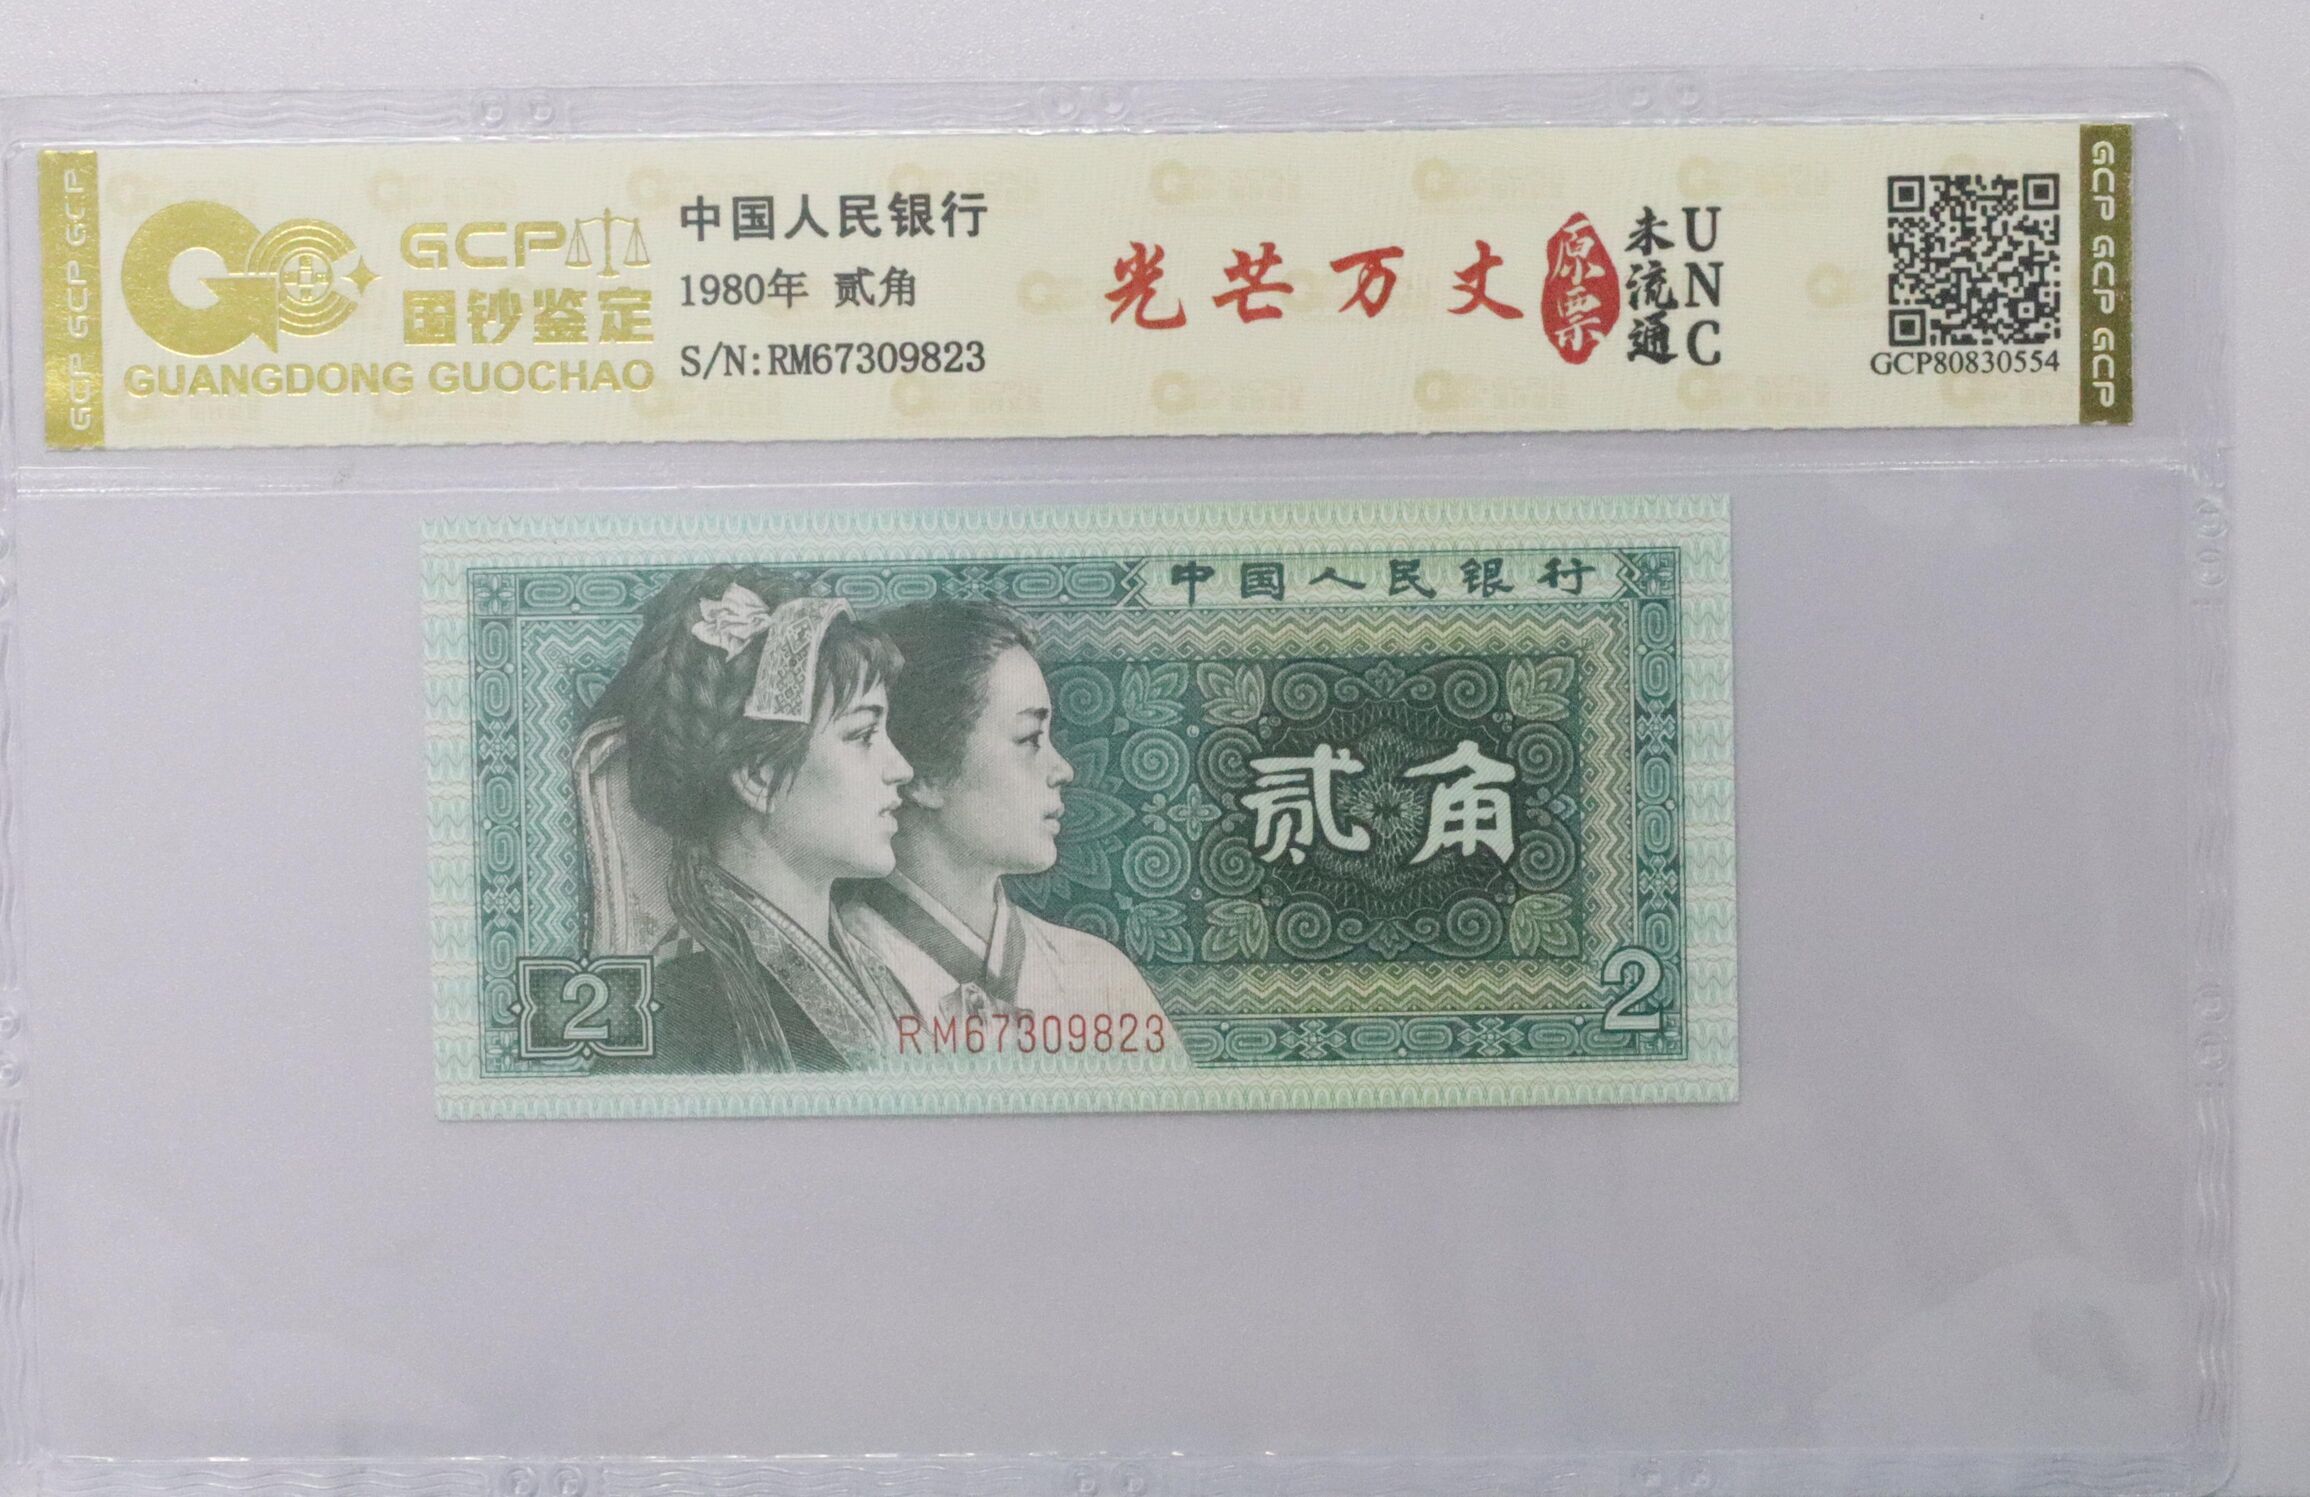 GCP GCP GCP
GCP
国钞鉴定
GUANGDONG GUOCHAO
中国人民银行
1980年 贰角
S/N:RM67309823
光芒万丈
原票
未流通
UNC
GCP80830554
GCP GCP GCP
中国人民银行
贰角
2
RM67309823
2